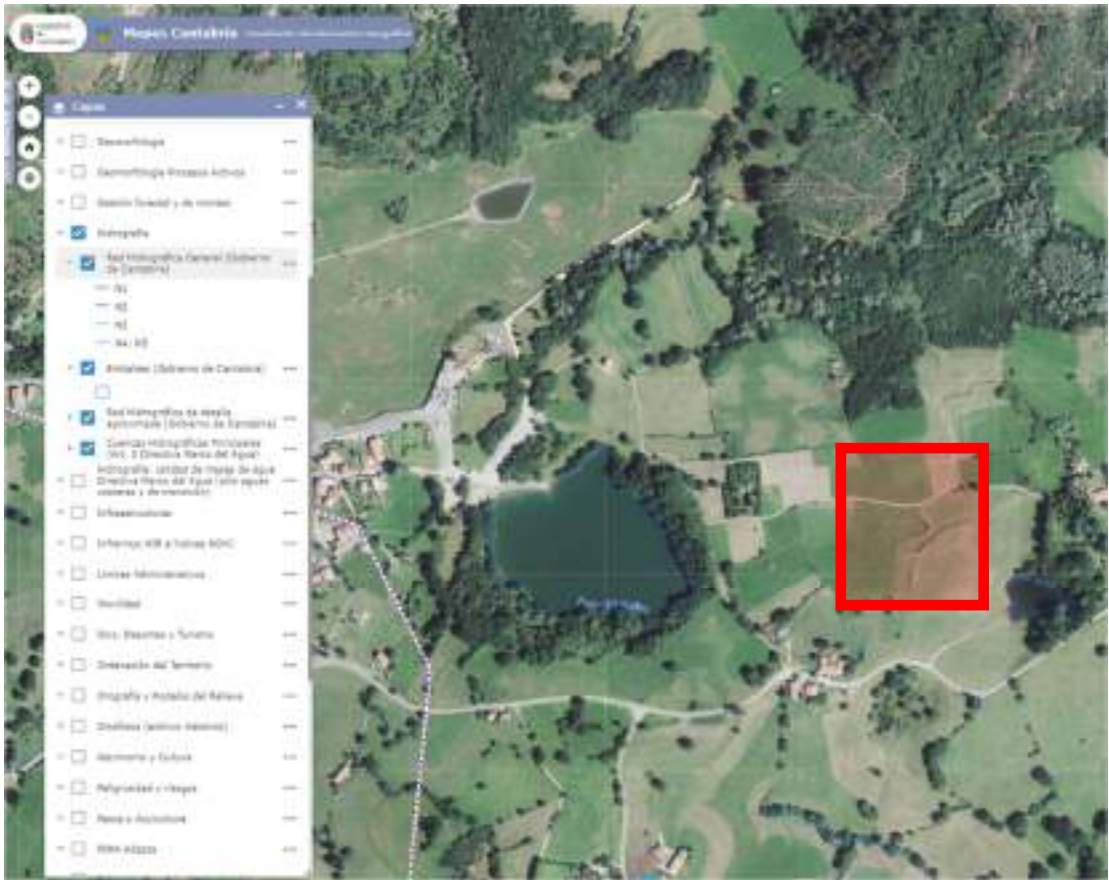 GOBIERNO
de
CANTABRIA
Mapas Cantabria
Capas
Geomorfología
Geomorfología Procesos Activos
Gestión forestal y de montes
Hidrografía
Red Hidrográfica General (Gobierno
de Cantabria)
N1
N2
N3
N4, N5
Embalses (Gobierno de Cantabria)
Red Hidrográfica de detalle
aproximada (Gobierno de Cantabria)
Cuencas Hidrográficas Principales
(Art. 3 Directiva Marco del Agua)
Hidrografía: calidad de masas de agua
Directiva Marco del Agua (sólo aguas
costeras y de transición)
Infraestructuras
Límites Administrativos
Movilidad
Ocio, Deportes y Turismo
Ordenación del Territorio
Orografía y Modelos del Relieve
Patrimonio y Cultura
Peligrosidad y riesgos
Pesca y Acuicultura